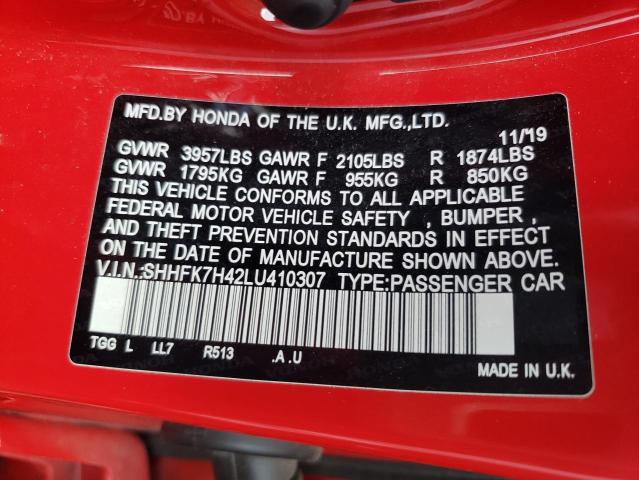 MFD.BY HONDA OF THE U.K. MFG.,LTD.
11/19
GVWR 3957LBS GAWR F 2105LBS R 1874LBS
GVWR 1795KG GAWR F 955KG R 850KG
THIS VEHICLE CONFORMS TO ALL APPLICABLE
FEDERAL MOTOR VEHICLE SAFETY , BUMPER ,
AND THEFT PREVENTION STANDARDS IN EFFECT
ON THE DATE OF MANUFACTURE SHOWN ABOVE.
V.I.N.:SHHFK7H42LU410307 TYPE:PASSENGER CAR
TGG L LL7 R513 .A.U
MADE IN U.K.